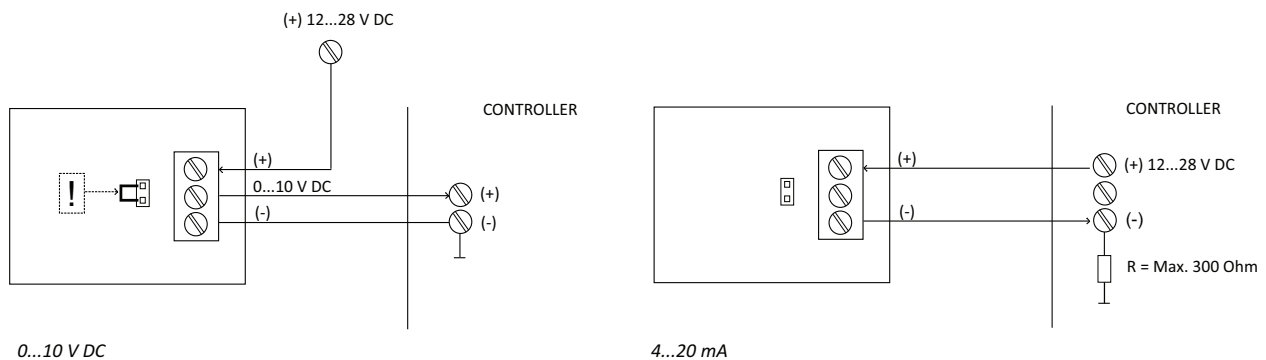 (+) 12...28 V DC
CONTROLLER
!
(+)
0...10 V DC
(+)
(-)
(-)
0...10 V DC
CONTROLLER
(+)
(+) 12...28 V DC
(-)
(-)
R = Max. 300 Ohm
4...20 mA